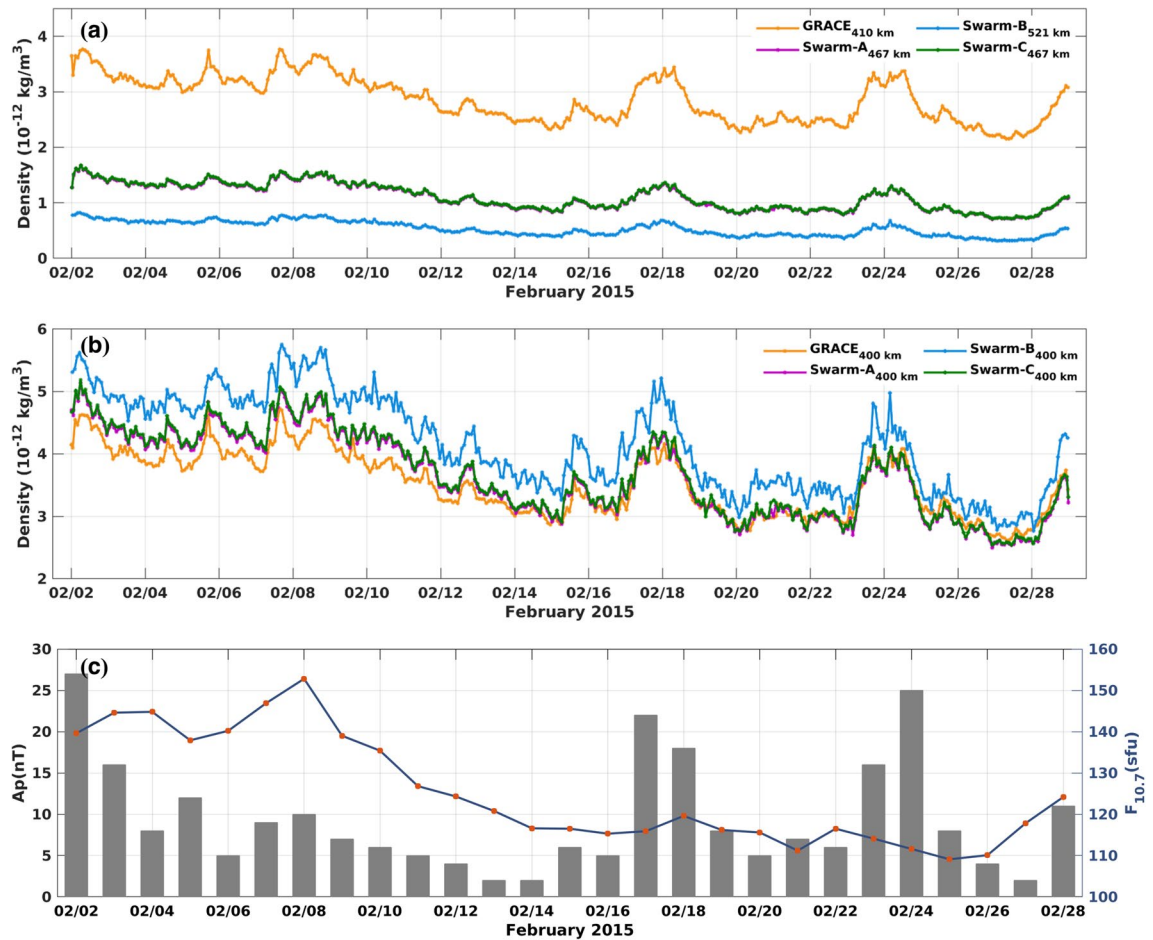 (a)
GRACE410 km
Swarm-B521 km
Swarm-A467 km
Swarm-C467 km
Density (10-12 kg/m3)
4
3
2
1
0
02/02 02/04 02/06 02/08 02/10 02/12 02/14 02/16 02/18 02/20 02/22 02/24 02/26 02/28
February 2015
(b)
GRACE400 km
Swarm-B400 km
Swarm-A400 km
Swarm-C400 km
Density (10-12 kg/m3)
6
5
4
3
2
02/02 02/04 02/06 02/08 02/10 02/12 02/14 02/16 02/18 02/20 02/22 02/24 02/26 02/28
February 2015
(c)
Ap(nT)
30
25
20
15
10
5
0
160
150
140
130
120
110
100
F10.7(sfu)
02/02 02/04 02/06 02/08 02/10 02/12 02/14 02/16 02/18 02/20 02/22 02/24 02/26 02/28
February 2015